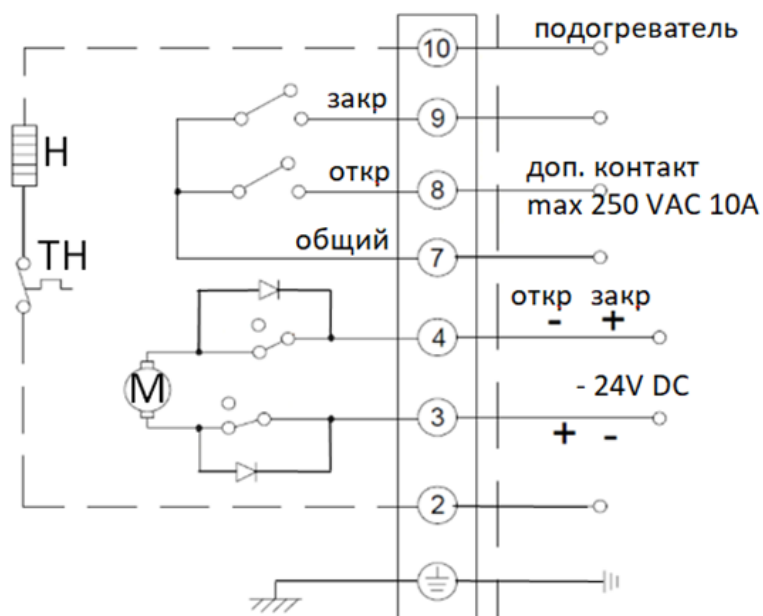 10
подогреватель
закр
9
H
откр
8
доп. контакт
max 250 VAC 10A
общий
7
TH
откр закр
- +
4
M
- 24V DC
3
+ -
2